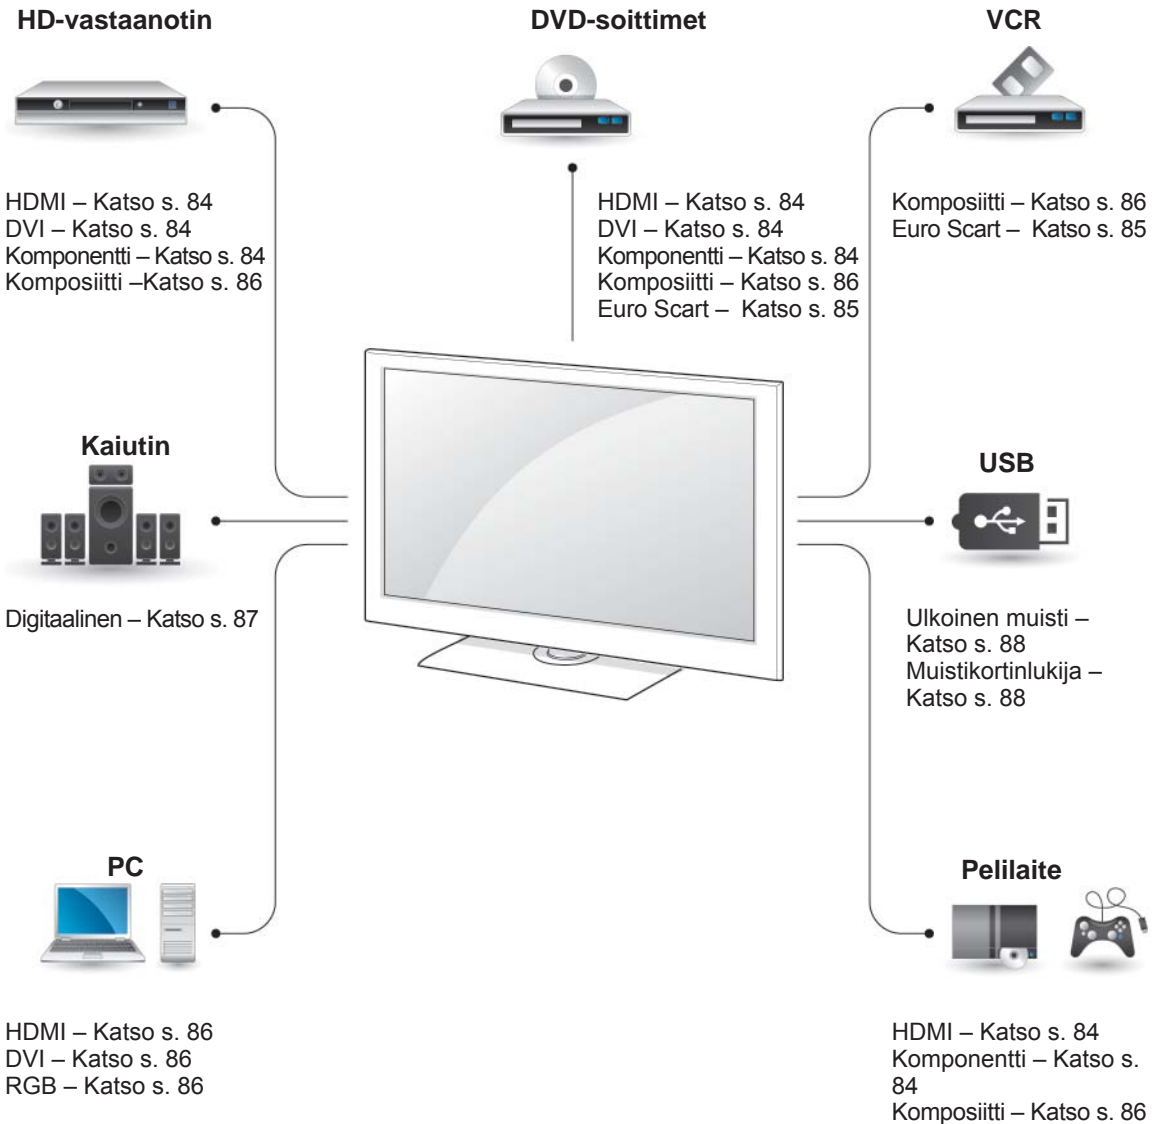 HD-vastaanotin
HDMI – Katso s. 84
DVI – Katso s. 84
Komponentti – Katso s. 84
Komposiitti –Katso s. 86
DVD-soittimet
HDMI – Katso s. 84
DVI – Katso s. 84
Komponentti – Katso s. 84
Komposiitti – Katso s. 86
Euro Scart –  Katso s. 85
VCR
Komposiitti – Katso s. 86
Euro Scart –  Katso s. 85
Kaiutin
Digitaalinen – Katso s. 87
USB
Ulkoinen muisti –
Katso s. 88
Muistikortinlukija –
Katso s. 88
PC
HDMI – Katso s. 86
DVI – Katso s. 86
RGB – Katso s. 86
Pelilaite
HDMI – Katso s. 84
Komponentti – Katso s.
84
Komposiitti – Katso s. 86